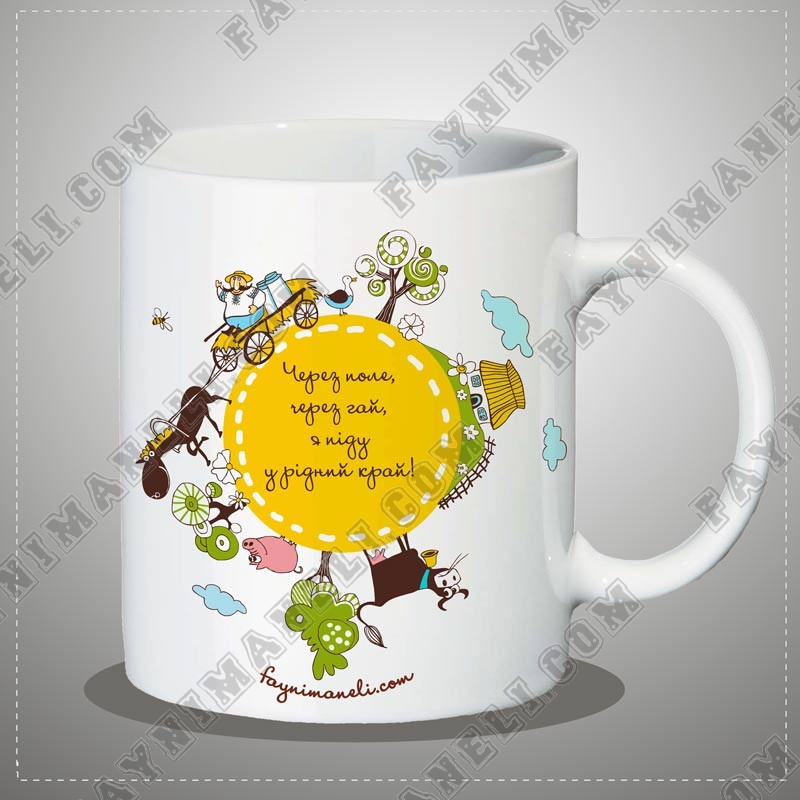 FAYNIMANELI.COM
Через поле,
через гай,
я піду
у рідний край!
faynimaneli.com